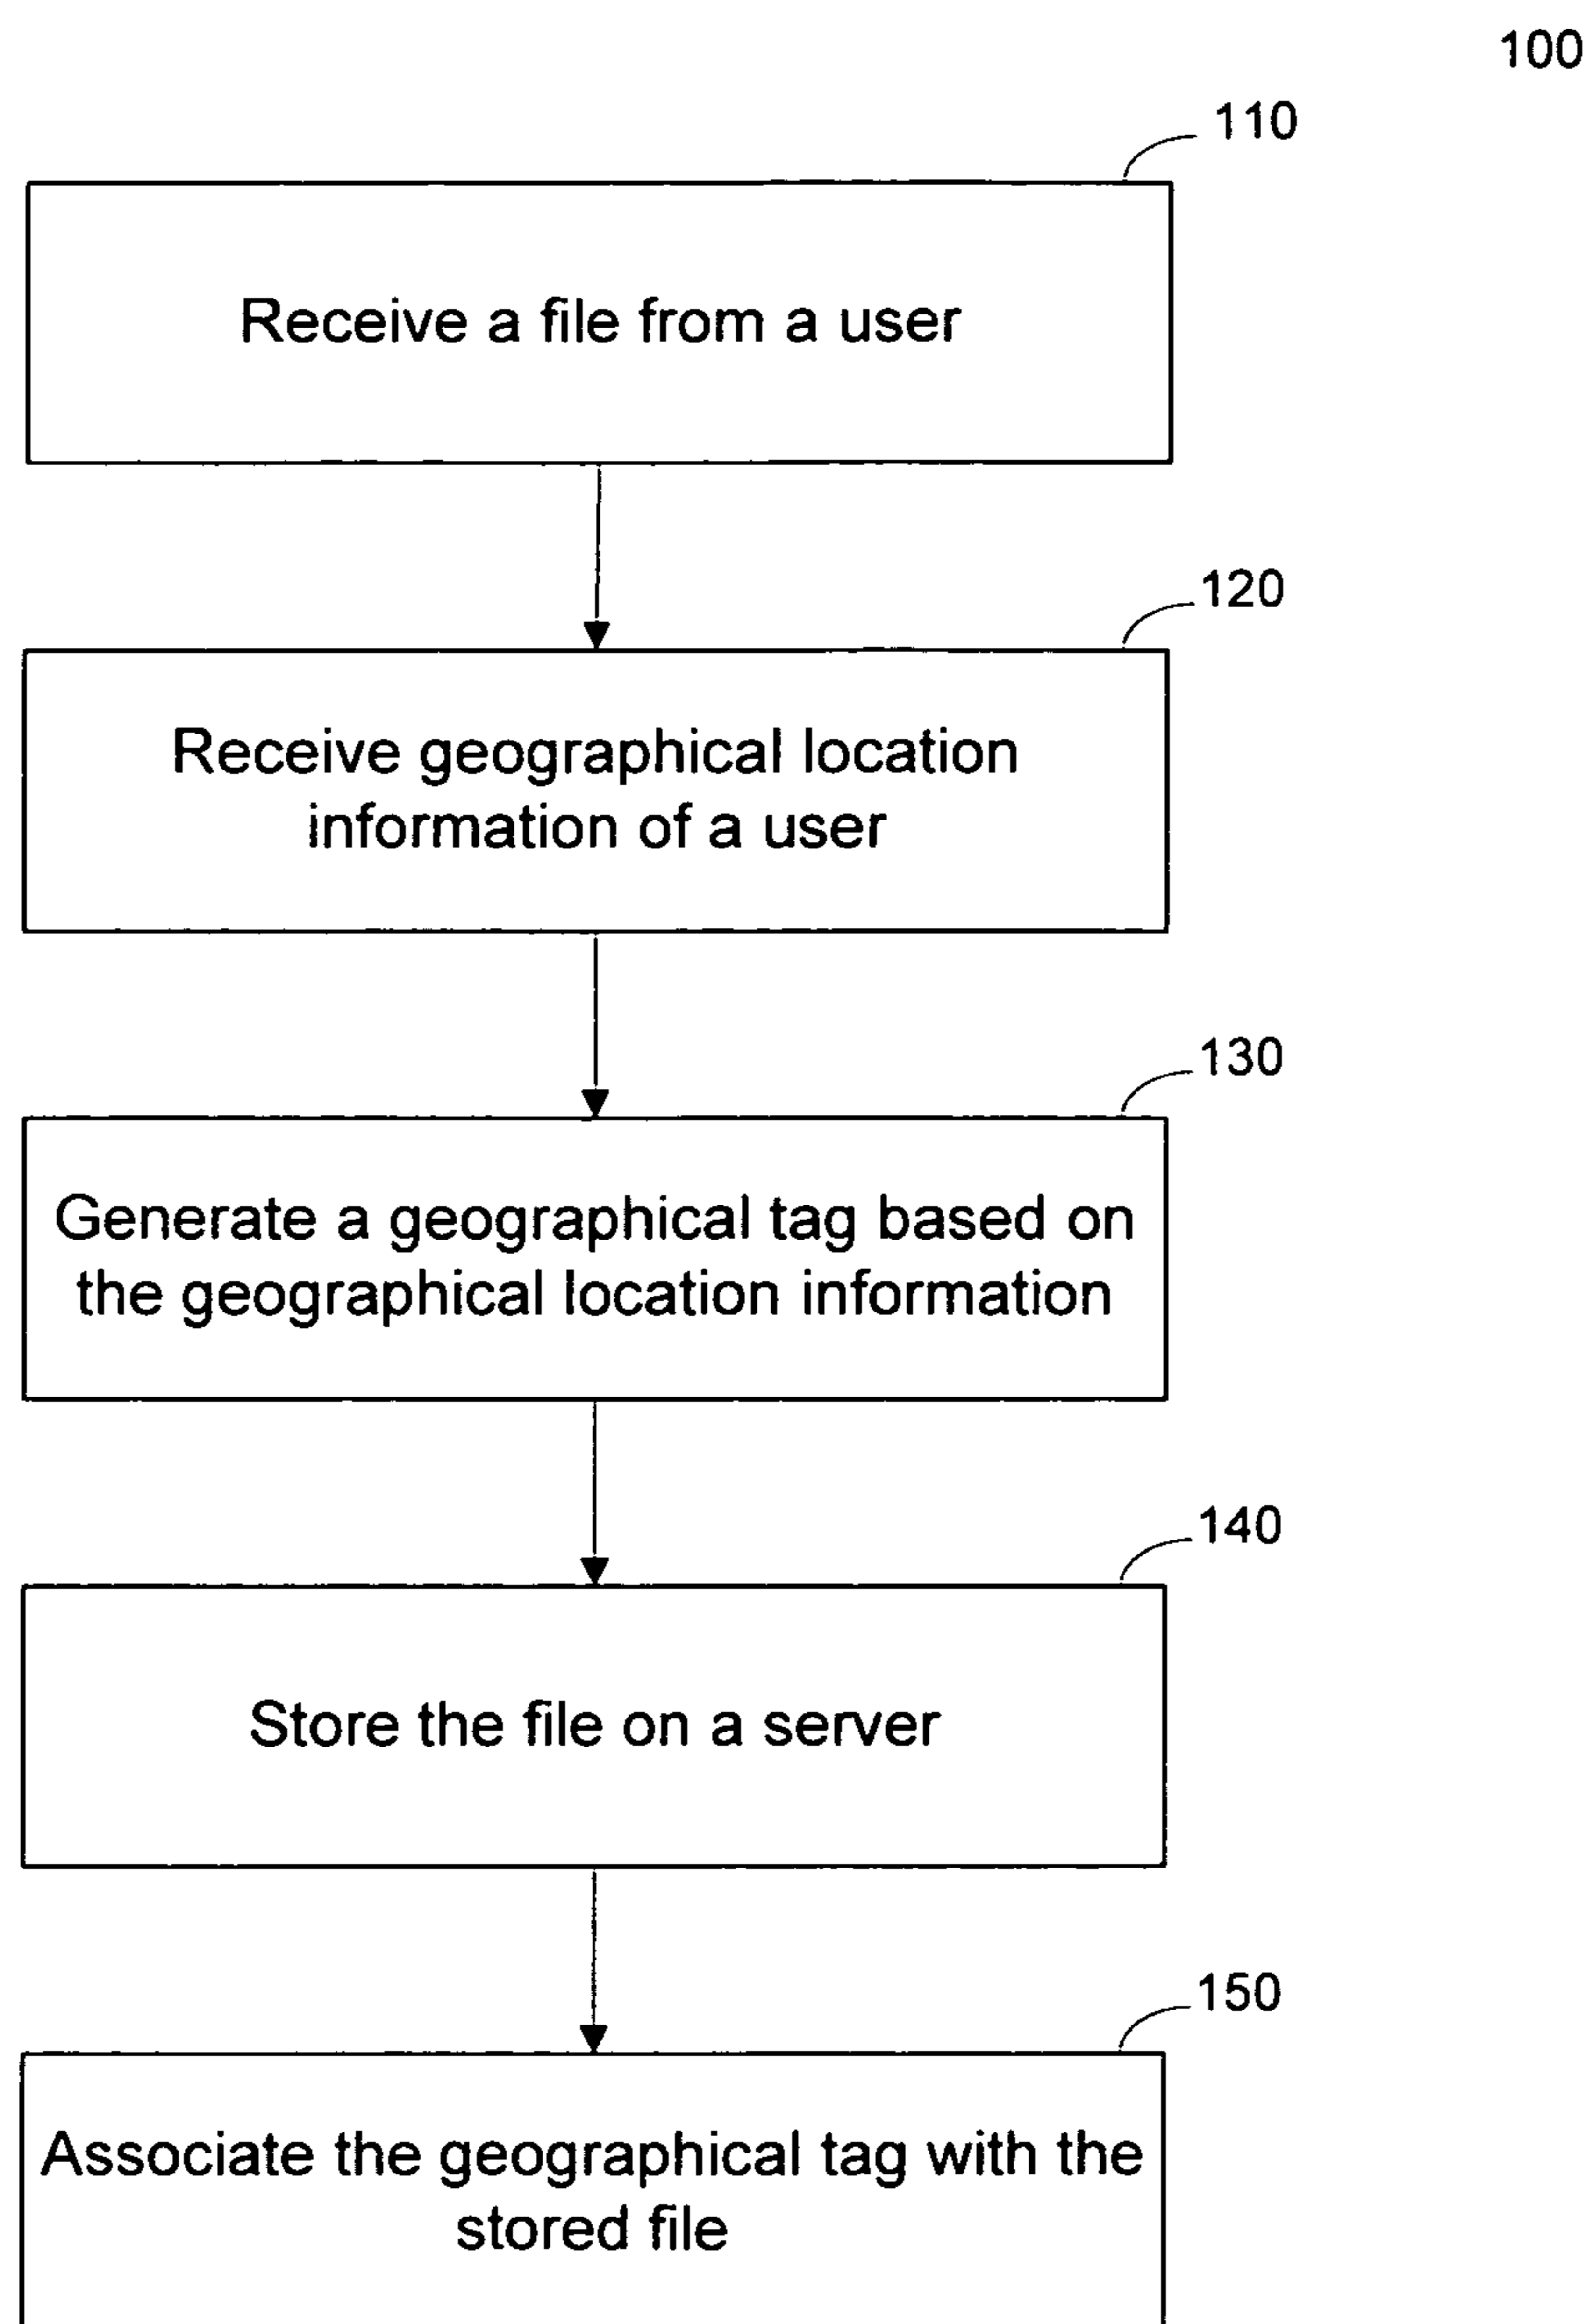 100
110
Receive a file from a user
120
Receive geographical location
information of a user
130
Generate a geographical tag based on
the geographical location information
140
Store the file on a server
150
Associate the geographical tag with the
stored file